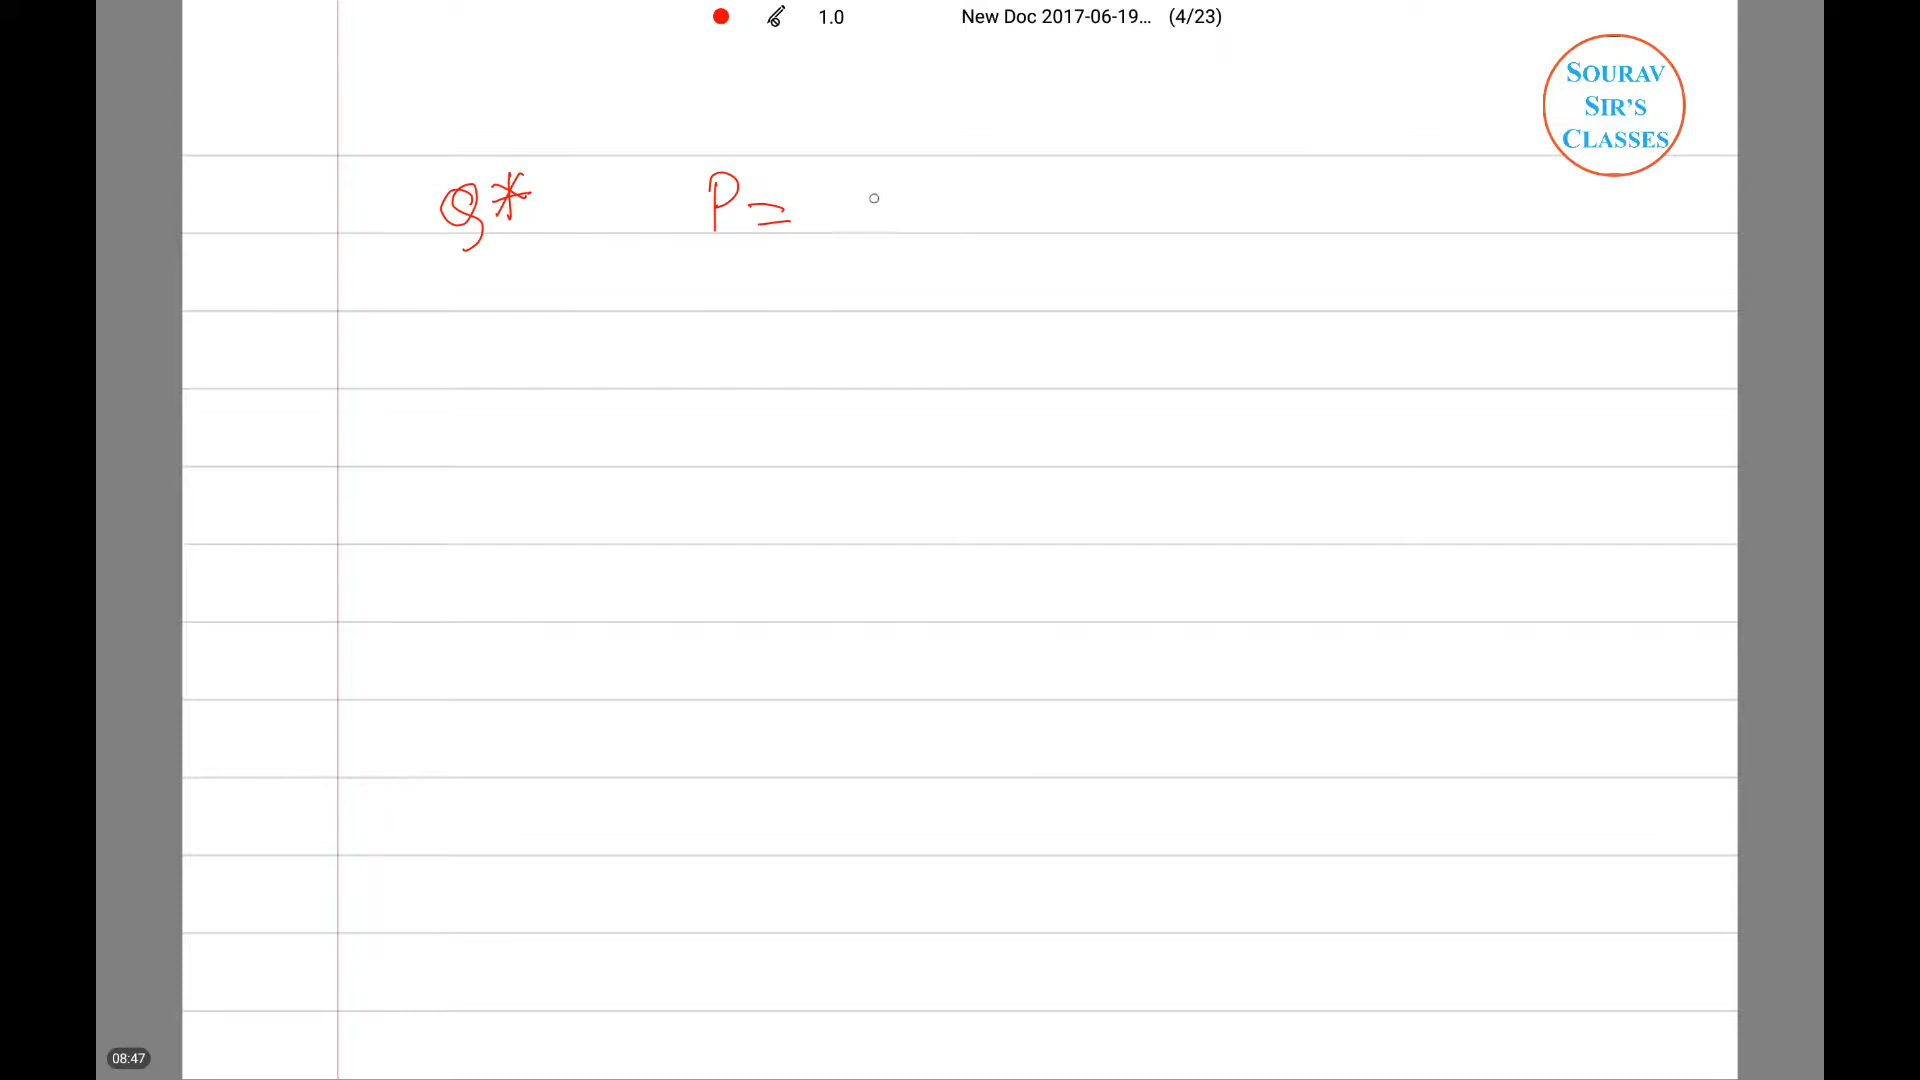 1.0 New Doc 2017-06-19... (4/23)
SOURAV
SIR'S
CLASSES
Q* P=
08:47